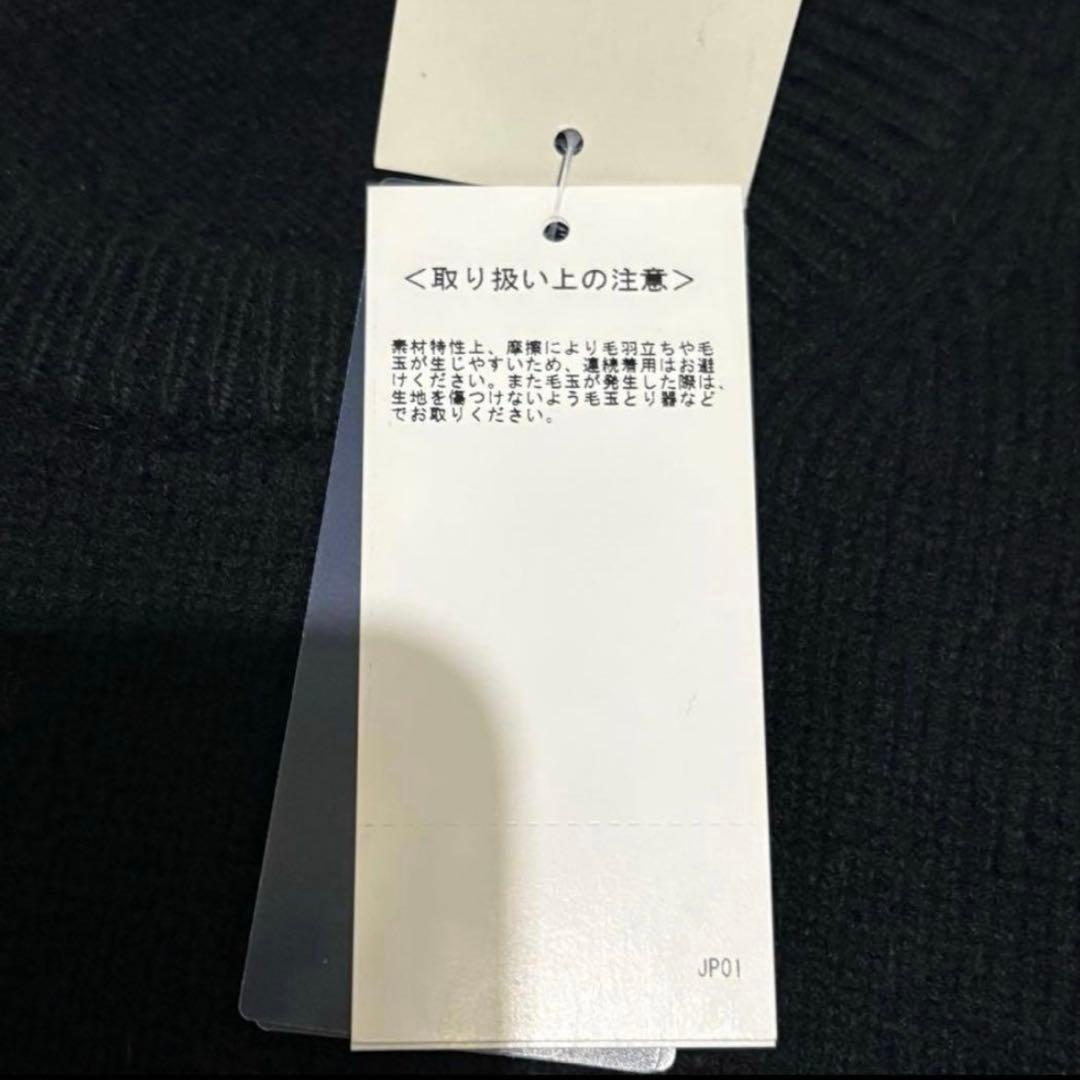 ＜取り扱い上の注意＞
素材特性上、摩擦により毛羽立ちや毛
玉が生じやすいため、連続着用はお避
けください。また毛玉が発生した際は、
生地を傷つけないよう毛玉とり器など
でお取りください。
JP01